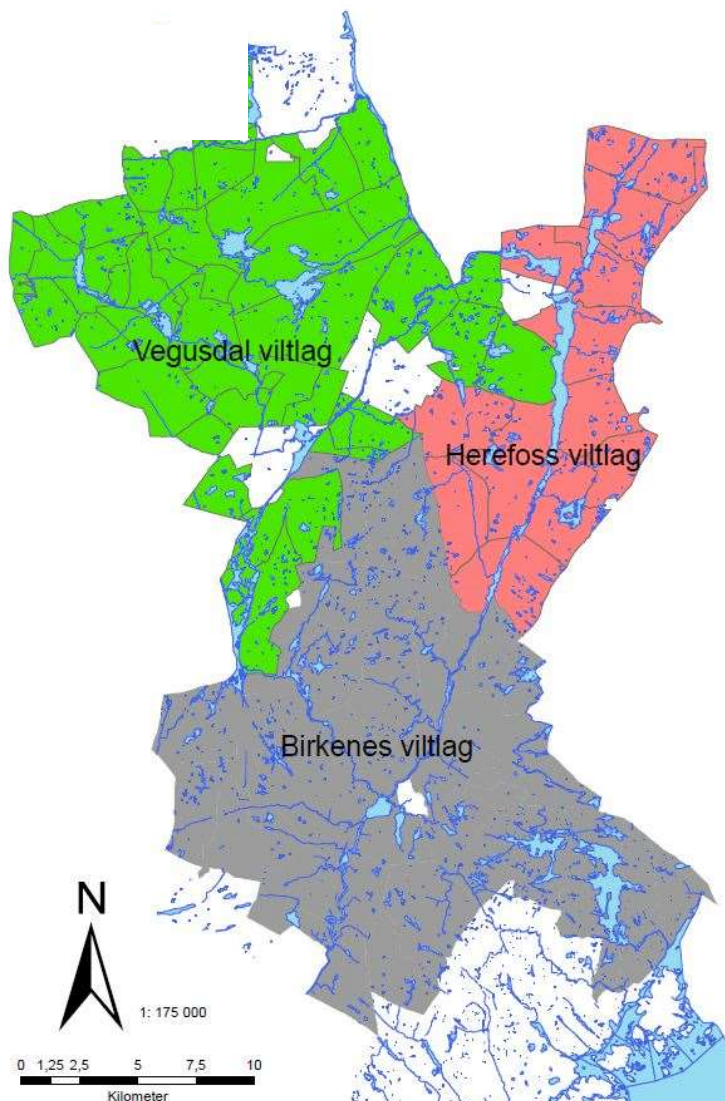 Vegusdal viltlag
Herefoss viltlag
Birkenes viltlag
N
1: 175 000
0 1,25 2,5 5 7,5 10
Kilometer